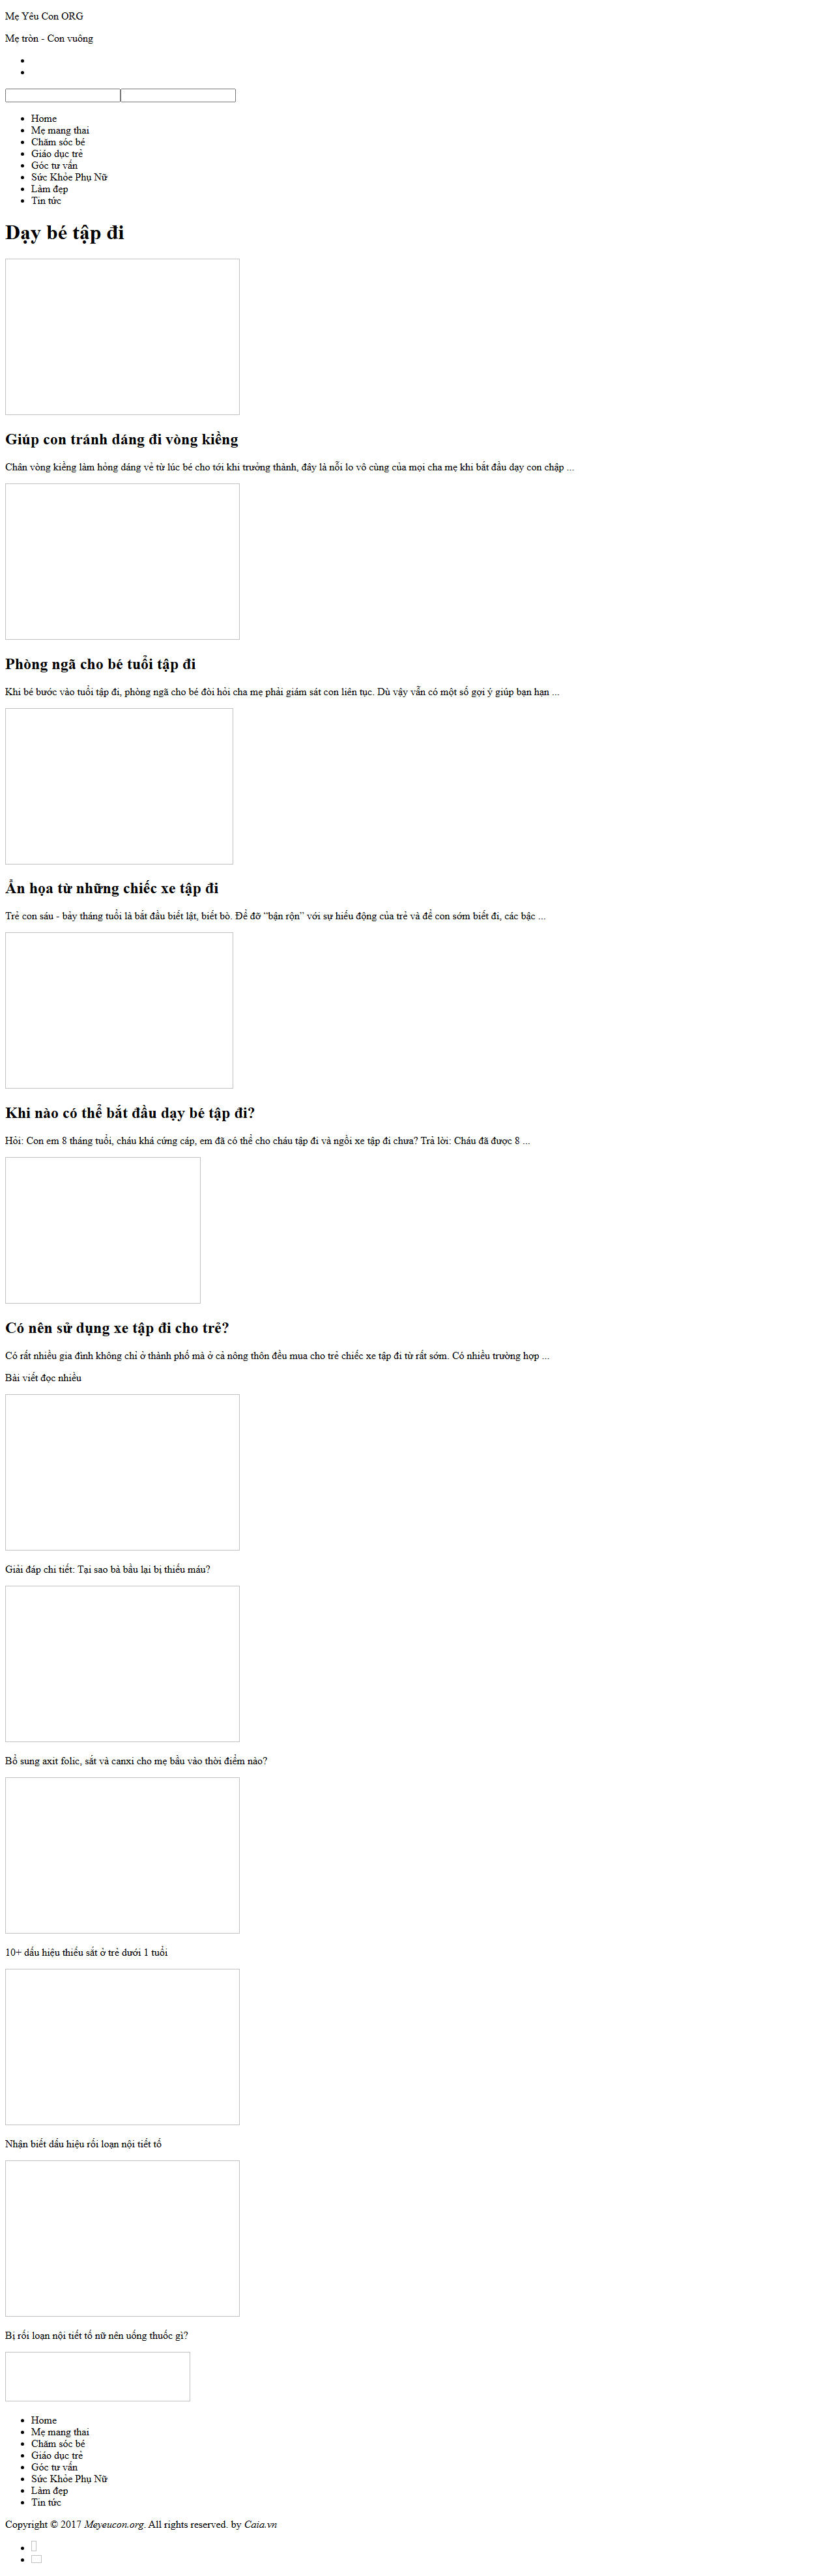 Mẹ Yêu Con ORG
Mẹ tròn - Con vuông
Home
Mẹ mang thai
Chăm sóc bé
Giáo dục trẻ
Góc tư vấn
Sức Khỏe Phụ Nữ
Làm đẹp
Tin tức
Dạy bé tập đi
Giúp con tránh dáng đi vòng kiềng
Chân vòng kiềng làm hỏng dáng vẻ từ lúc bé cho tới khi trưởng thành, đây là nỗi lo vô cùng của mọi cha mẹ khi bắt đầu dạy con chập ...
Phòng ngã cho bé tuổi tập đi
Khi bé bước vào tuổi tập đi, phòng ngã cho bé đòi hỏi cha mẹ phải giám sát con liên tục. Dù vậy vẫn có một số gợi ý giúp bạn hạn ...
Ẩn họa từ những chiếc xe tập đi
Trẻ con sáu - bảy tháng tuổi là bắt đầu biết lật, biết bò. Để đỡ “bận rộn” với sự hiếu động của trẻ và để con sớm biết đi, các bậc ...
Khi nào có thể bắt đầu dạy bé tập đi?
Hỏi: Con em 8 tháng tuổi, cháu khá cứng cáp, em đã có thể cho cháu tập đi và ngồi xe tập đi chưa? Trả lời: Cháu đã được 8 ...
Có nên sử dụng xe tập đi cho trẻ?
Có rất nhiều gia đình không chỉ ở thành phố mà ở cả nông thôn đều mua cho trẻ chiếc xe tập đi từ rất sớm. Có nhiều trường hợp ...
Bài viết đọc nhiều
Giải đáp chi tiết: Tại sao bà bầu lại bị thiếu máu?
Bổ sung axit folic, sắt và canxi cho mẹ bầu vào thời điểm nào?
10+ dấu hiệu thiếu sắt ở trẻ dưới 1 tuổi
Nhận biết dấu hiệu rối loạn nội tiết tố
Bị rối loạn nội tiết tố nữ nên uống thuốc gì?
Home
Mẹ mang thai
Chăm sóc bé
Giáo dục trẻ
Góc tư vấn
Sức Khỏe Phụ Nữ
Làm đẹp
Tin tức
Copyright © 2017 Meyeucon.org. All rights reserved. by Caia.vn